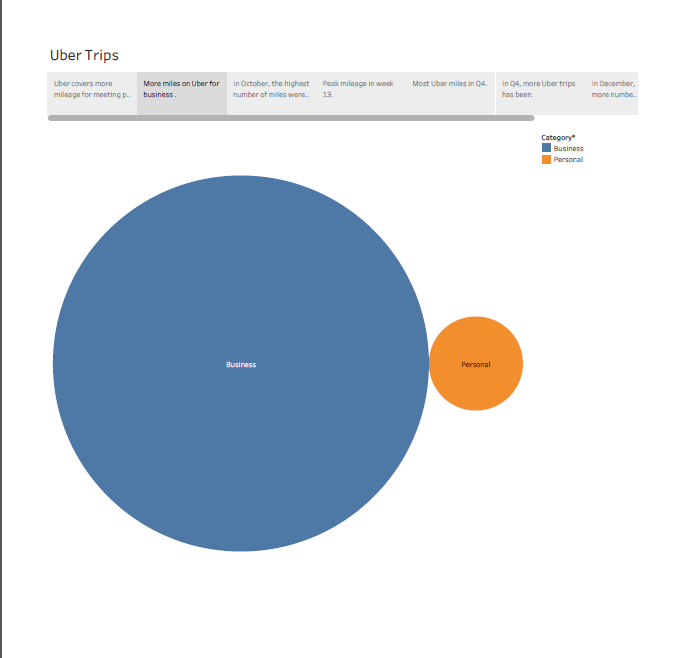 Uber Trips
Uber covers more
mileage for meeting p..
More miles on Uber for
business .
In October, the highest
number of miles were..
Peak mileage in week
13.
Most Uber miles in Q4.
In Q4, more Uber trips
has been.
In December,
more numbe..
Category*
Business
Personal
Business
Personal